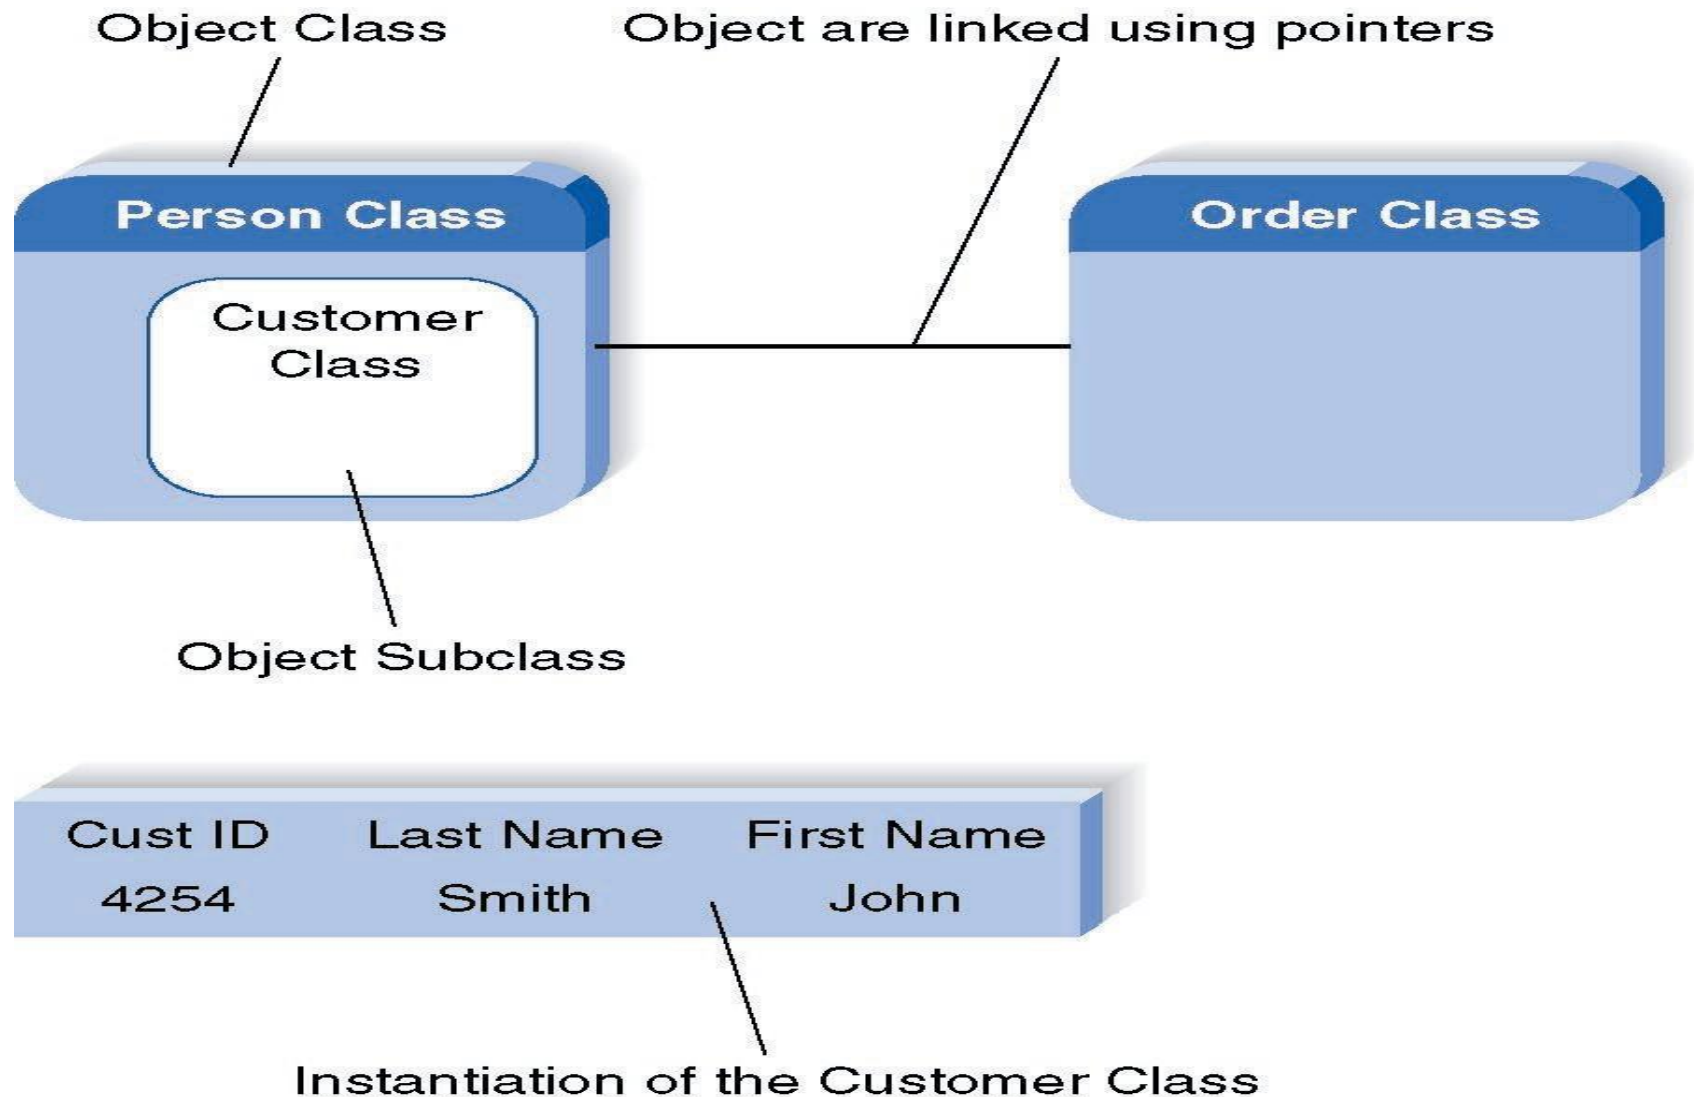 Object Class
Object are linked using pointers
Person Class
Order Class
Customer
Class
Object Subclass
Cust ID Last Name First Name
4254 Smith John
Instantiation of the Customer Class